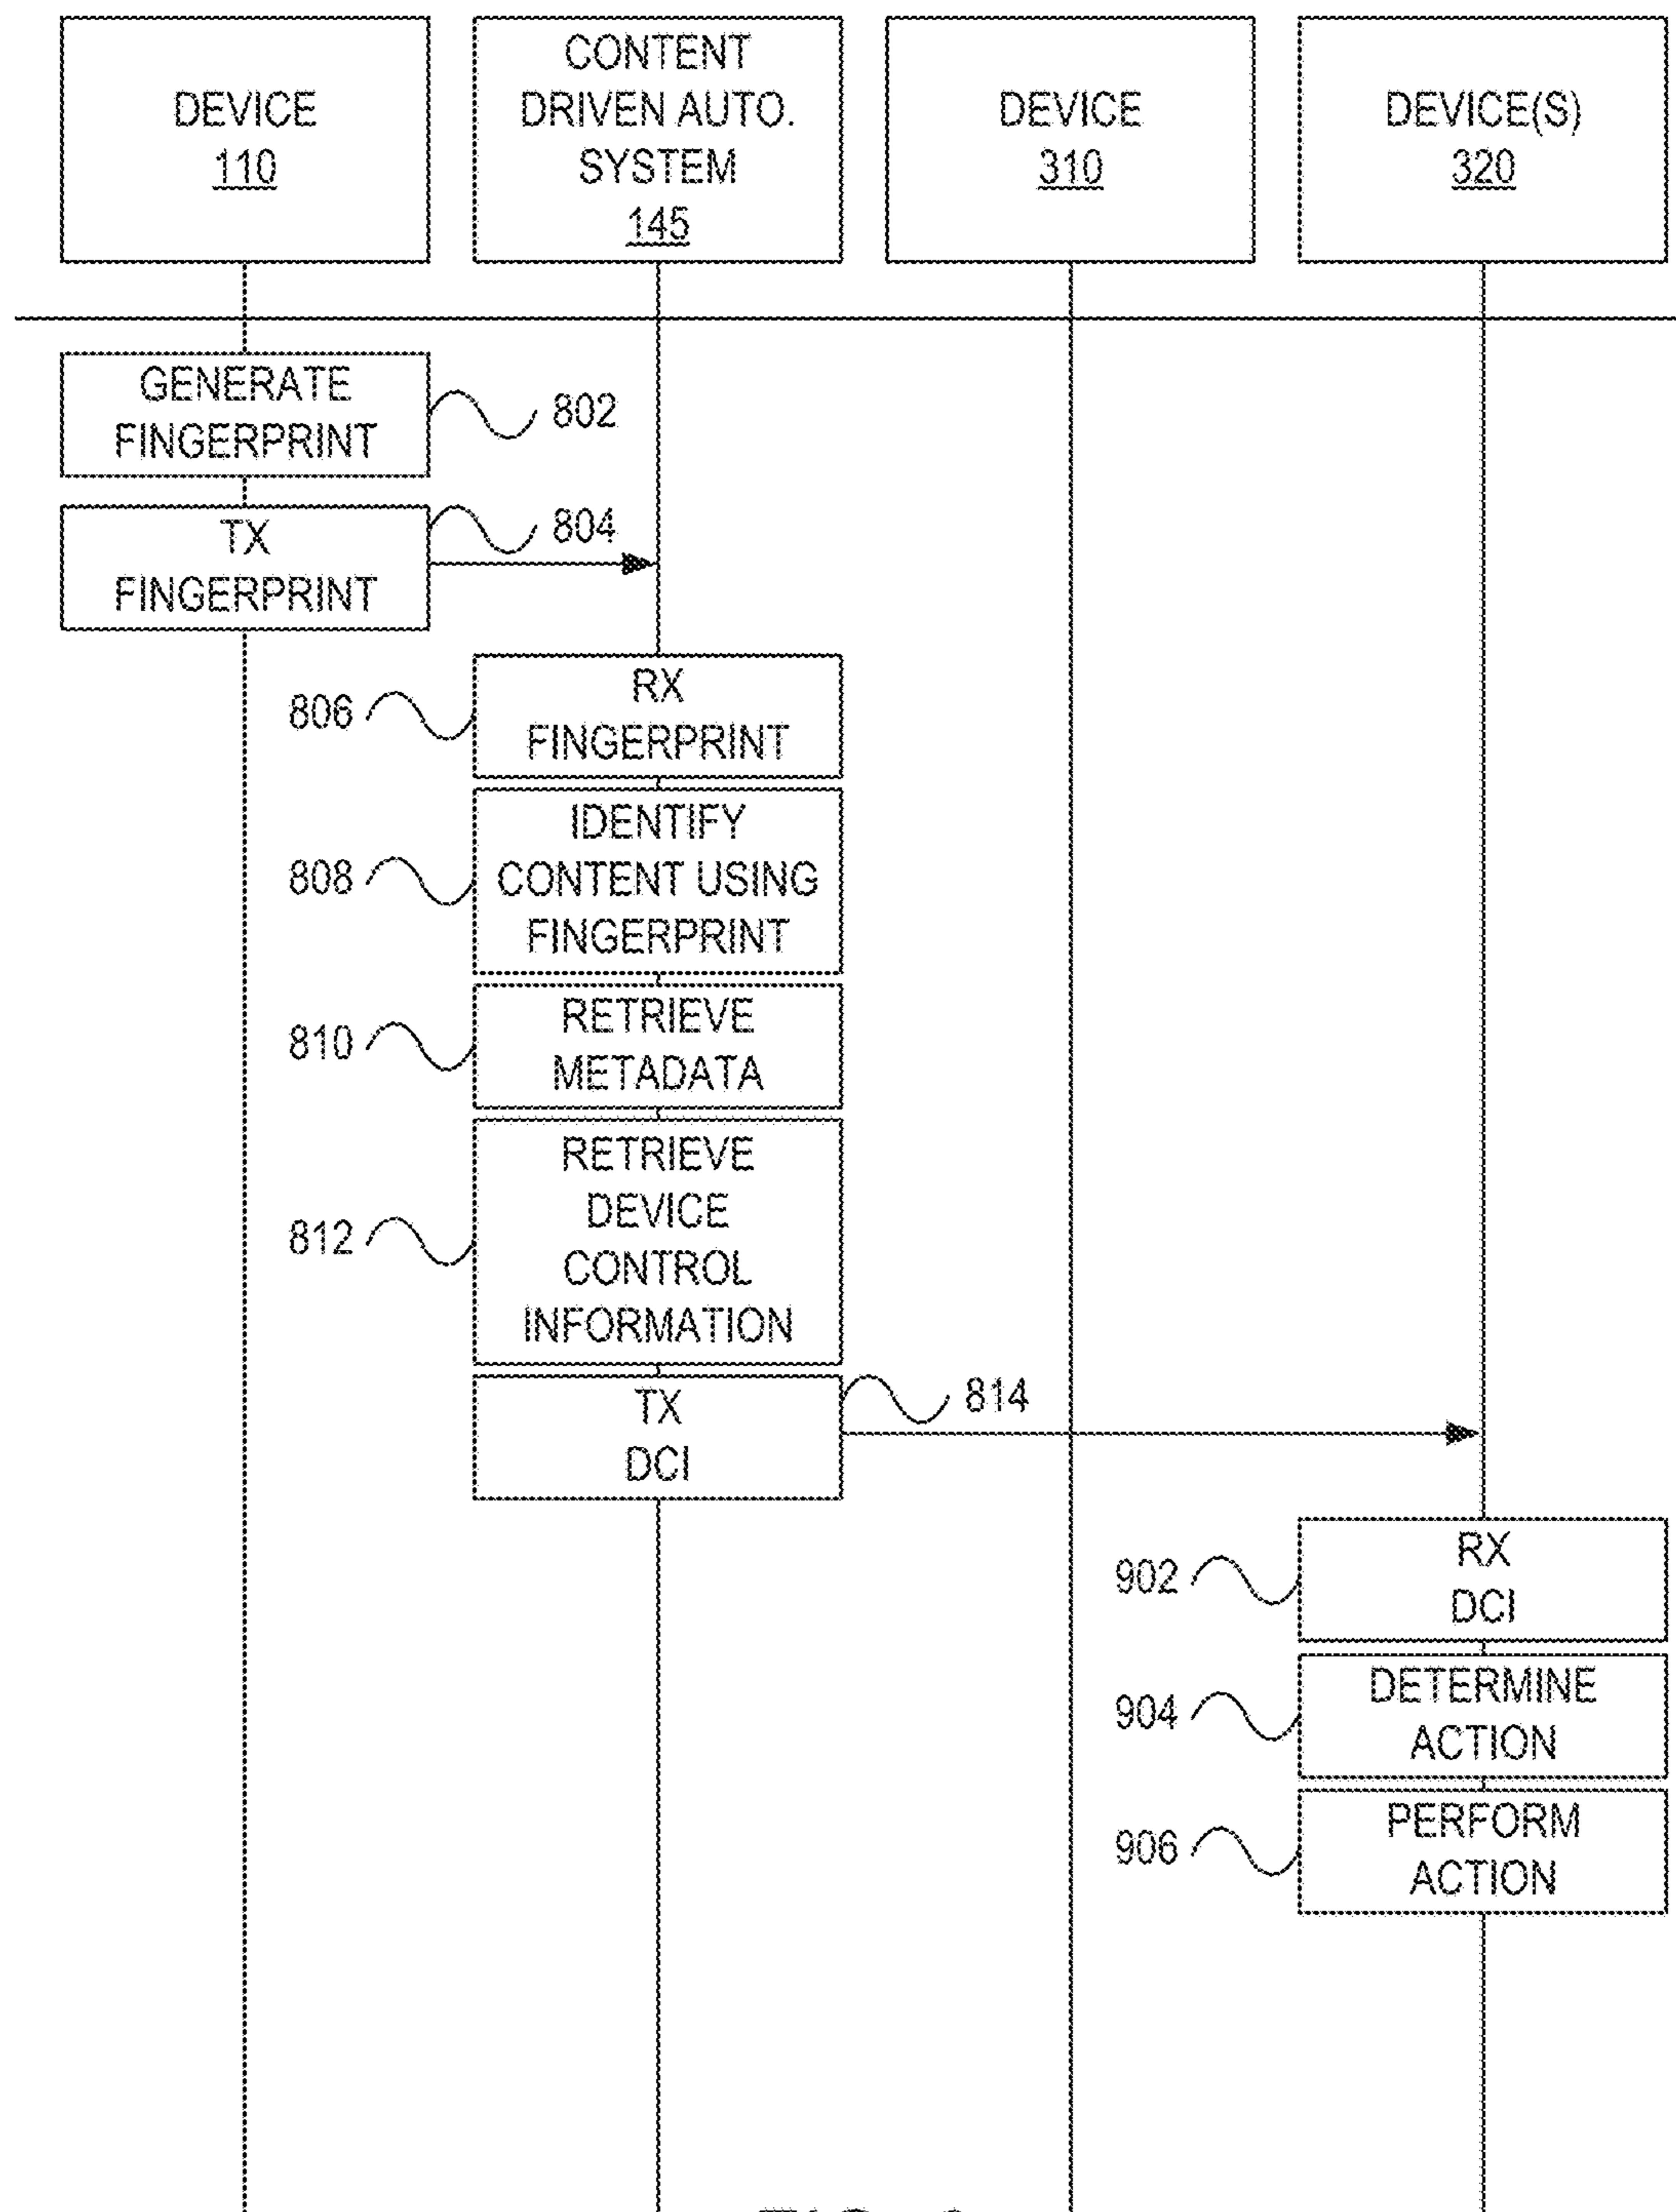 DEVICE
110
CONTENT
DRIVEN AUTO.
SYSTEM
145
DEVICE
310
DEVICE(S)
320
GENERATE
FINGERPRINT
802
TX
FINGERPRINT
804
806
RX
FINGERPRINT
808
IDENTIFY
CONTENT USING
FINGERPRINT
810
RETRIEVE
METADATA
812
RETRIEVE
DEVICE
CONTROL
INFORMATION
TX
DCI
814
902
RX
DCI
904
DETERMINE
ACTION
906
PERFORM
ACTION